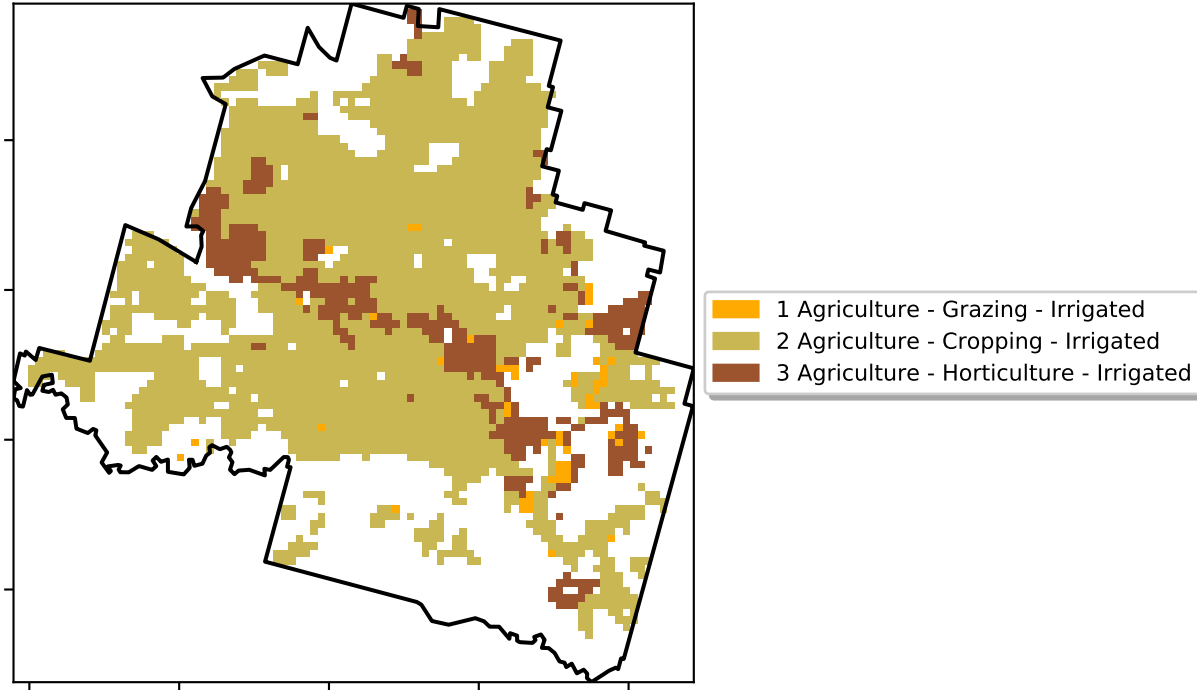 1 Agriculture - Grazing - Irrigated
2 Agriculture - Cropping - Irrigated
3 Agriculture - Horticulture - Irrigated